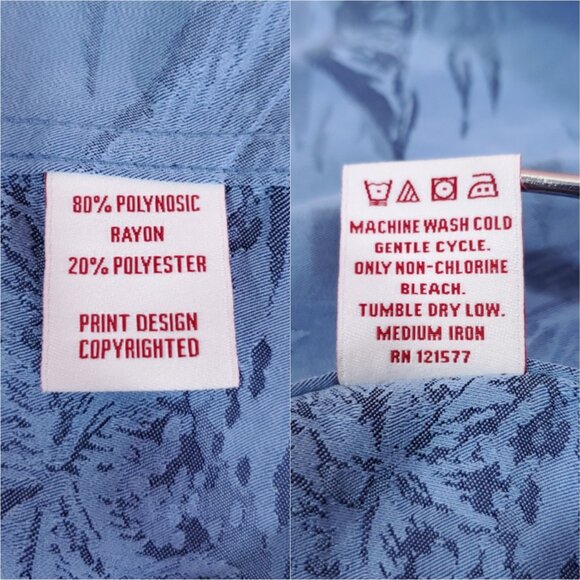 80% POLYNOSIC
RAYON
20% POLYESTER
PRINT DESIGN
COPYRIGHTED
MACHINE WASH COLD
GENTLE CYCLE.
ONLY NON-CHLORINE
BLEACH.
TUMBLE DRY LOW.
MEDIUM IRON
RN 121577